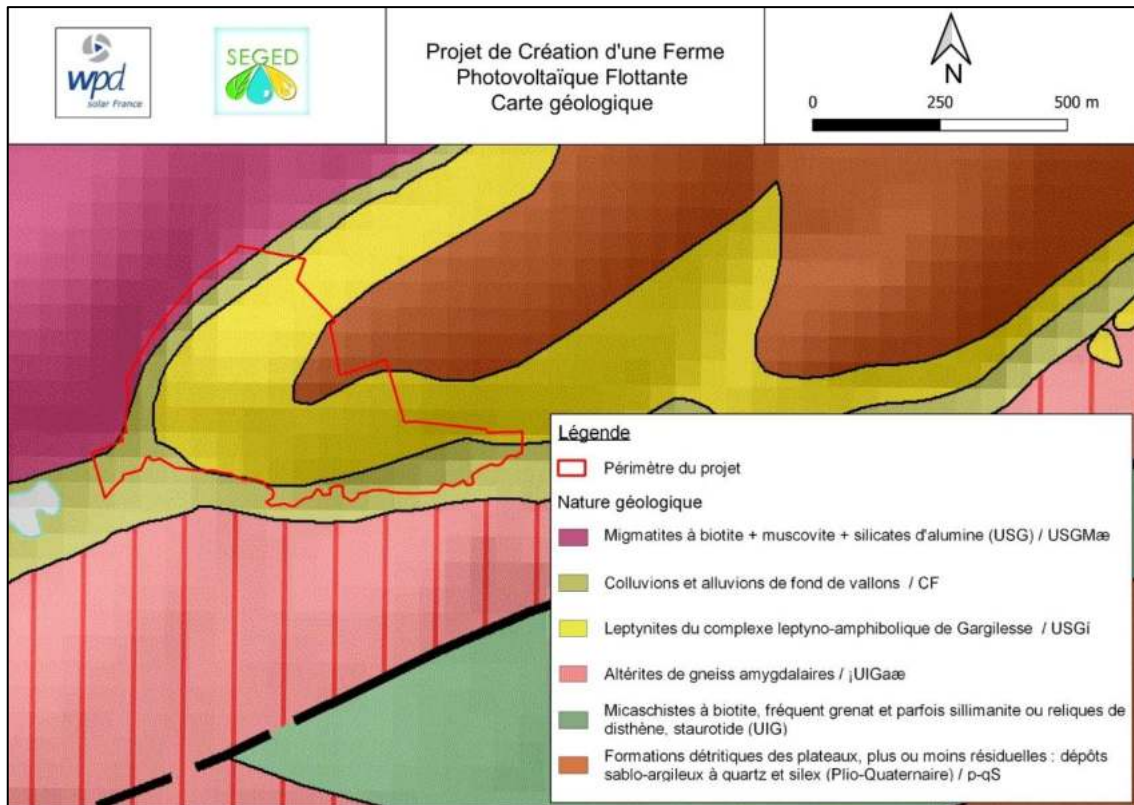 wpd
solar France
SEGED
Projet de Création d'une Ferme
Photovoltaïque Flottante
Carte géologique
N
0 250 500 m
Légende
Périmètre du projet
Nature géologique
Migmatites à biotite + muscovite + silicates d'alumine (USG) / USGMæ
Colluvions et alluvions de fond de vallons / CF
Leptynites du complexe leptyno-amphibolique de Gargilesse / USGí
Altérites de gneiss amygdalaires / ¡UIGaæ
Micaschistes à biotite, fréquent grenat et parfois sillimanite ou reliques de
disthène, staurotide (UIG)
Formations détritiques des plateaux, plus ou moins résiduelles : dépôts
sablo-argileux à quartz et silex (Plio-Quaternaire) / p-qS